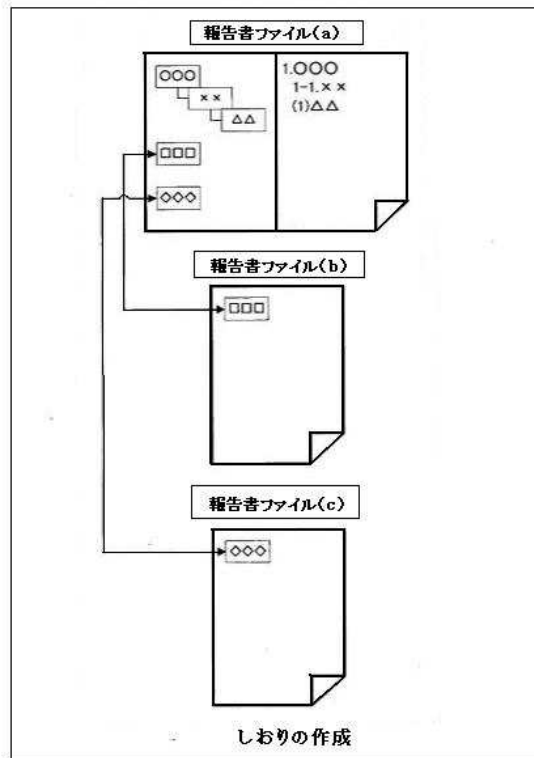 報告書ファイル(a)
○○○
××
△△
□□□
◇◇◇
1.○○○
1-1.××
(1)△△
報告書ファイル(b)
□□□
報告書ファイル(c)
◇◇◇
しおりの作成